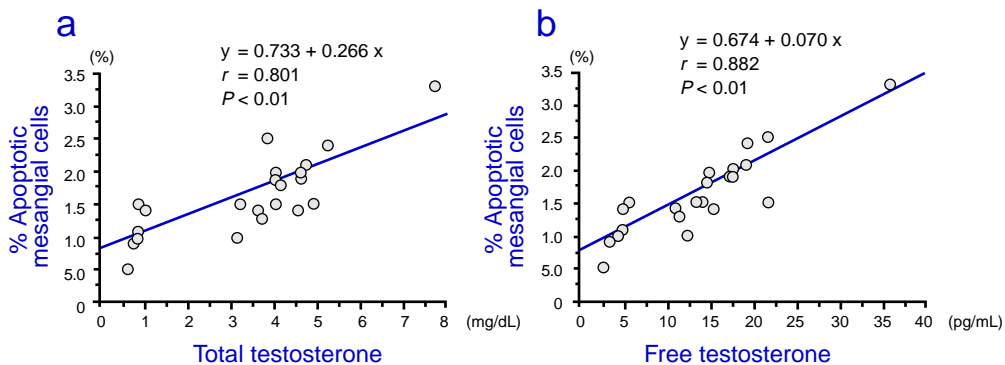 a
(%)
y = 0.733 + 0.266 x
r = 0.801
P < 0.01
3.5
3.0
2.5
2.0
1.5
1.0
5.0
0
% Apoptotic
mesangial cells
0 1 3 4 5 6 7 8 (mg/dL)
Total testosterone
b
(%)
y = 0.674 + 0.070 x
r = 0.882
P < 0.01
3.5
3.0
2.5
2.0
1.5
1.0
5.0
0
% Apoptotic
mesangial cells
0 5 10 15 20 25 30 35 40 (pg/mL)
Free testosterone